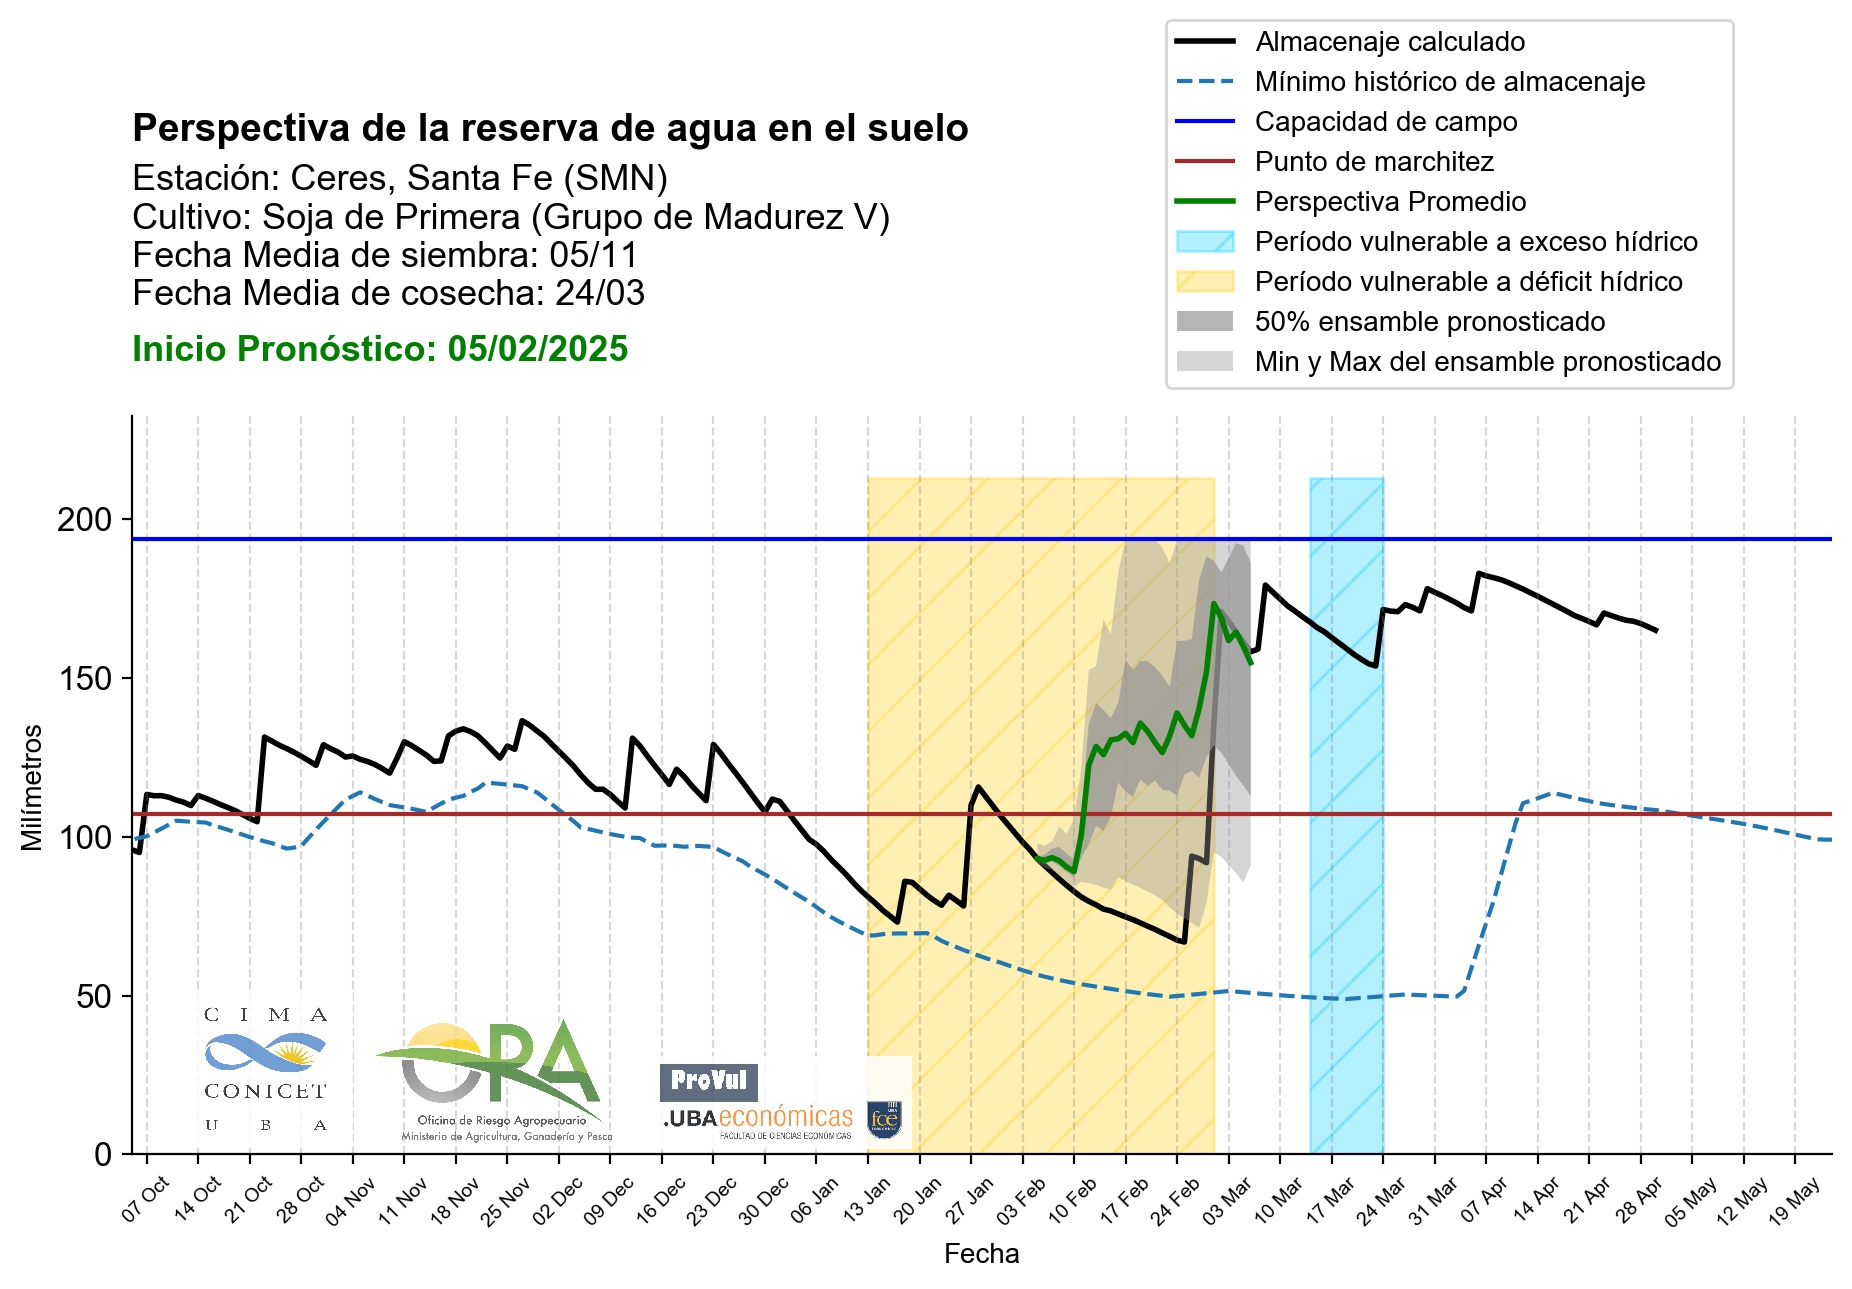 Almacenaje calculado
Mínimo histórico de almacenaje
Capacidad de campo
Punto de marchitez
Perspectiva Promedio
Período vulnerable a exceso hídrico
Período vulnerable a déficit hídrico
50% ensamble pronosticado
Min y Max del ensamble pronosticado
Perspectiva de la reserva de agua en el suelo
Estación: Ceres, Santa Fe (SMN)
Cultivo: Soja de Primera (Grupo de Madurez V)
Fecha Media de siembra: 05/11
Fecha Media de cosecha: 24/03
Inicio Pronóstico: 05/02/2025
Milímetros
200
150
100
50
0
CIMA
CONICET
UBA
ORA
Oficina de Riesgo Agropecuario
Ministerio de Agricultura, Ganadería y Pesca
ProVul
.UBAeconómicas
FACULTAD DE CIENCIAS ECONÓMICAS
UBA
fce
ECONÓMICAS
07 Oct
14 Oct
21 Oct
28 Oct
04 Nov
11 Nov
18 Nov
25 Nov
02 Dec
09 Dec
16 Dec
23 Dec
30 Dec
06 Jan
13 Jan
20 Jan
27 Jan
03 Feb
10 Feb
17 Feb
24 Feb
03 Mar
10 Mar
17 Mar
24 Mar
31 Mar
07 Apr
14 Apr
21 Apr
28 Apr
05 May
12 May
19 May
Fecha